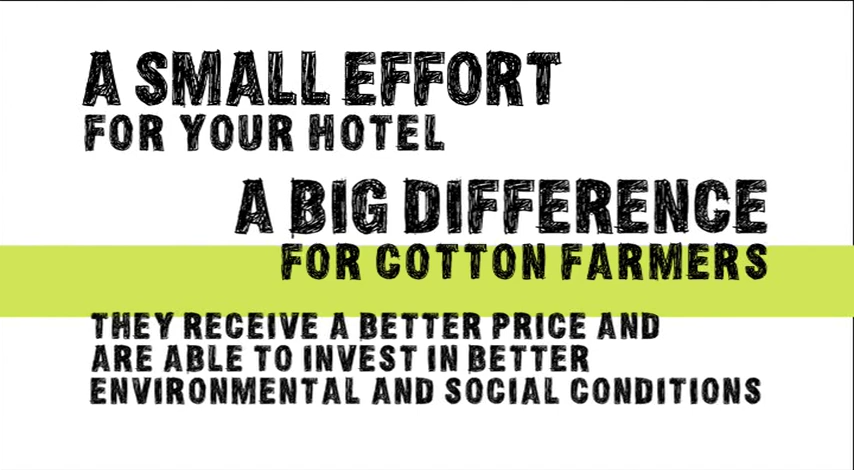 A SMALL EFFORT
FOR YOUR HOTEL
A BIG DIFFERENCE
FOR COTTON FARMERS
THEY RECEIVE A BETTER PRICE AND
ARE ABLE TO INVEST IN BETTER
ENVIRONMENTAL AND SOCIAL CONDITIONS